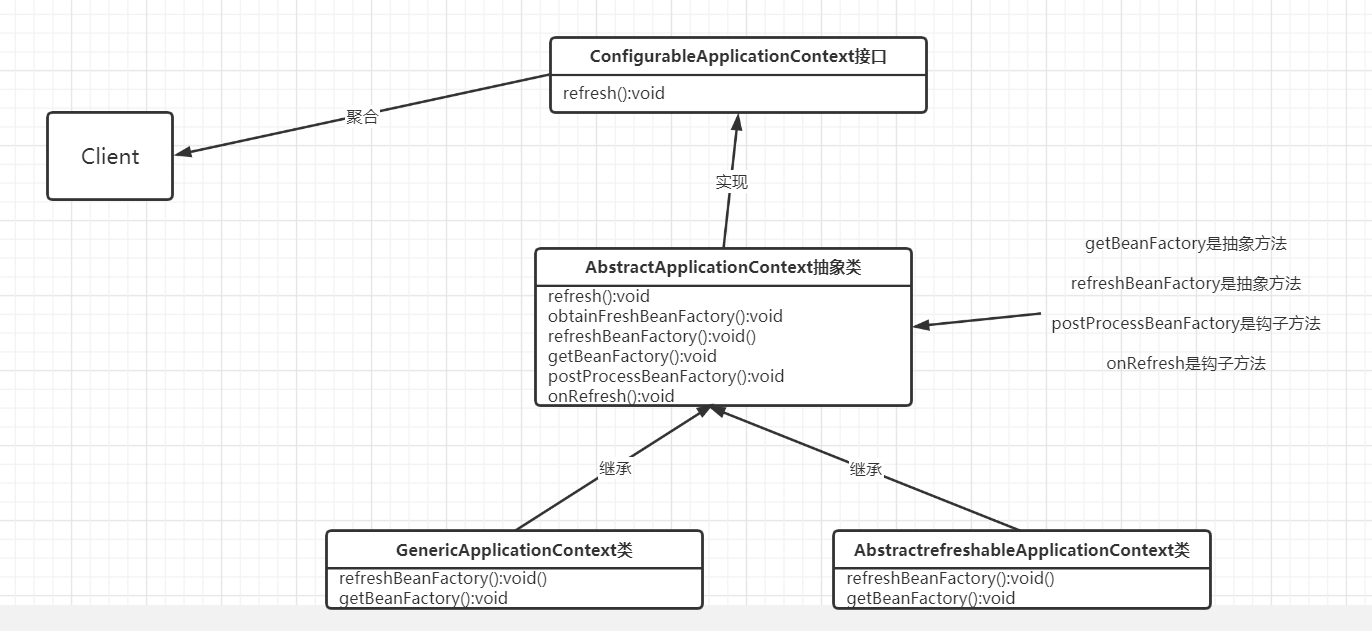 ConfigurableApplicationContext接口
refresh():void
聚合
Client
实现
AbstractApplicationContext抽象类
refresh():void
obtainFreshBeanFactory():void
refreshBeanFactory():void()
getBeanFactory():void
postProcessBeanFactory():void
onRefresh():void
getBeanFactory是抽象方法
refreshBeanFactory是抽象方法
postProcessBeanFactory是钩子方法
onRefresh是钩子方法
继承
继承
GenericApplicationContext类
refreshBeanFactory():void()
getBeanFactory():void
AbstractrefreshableApplicationContext类
refreshBeanFactory():void()
getBeanFactory():void